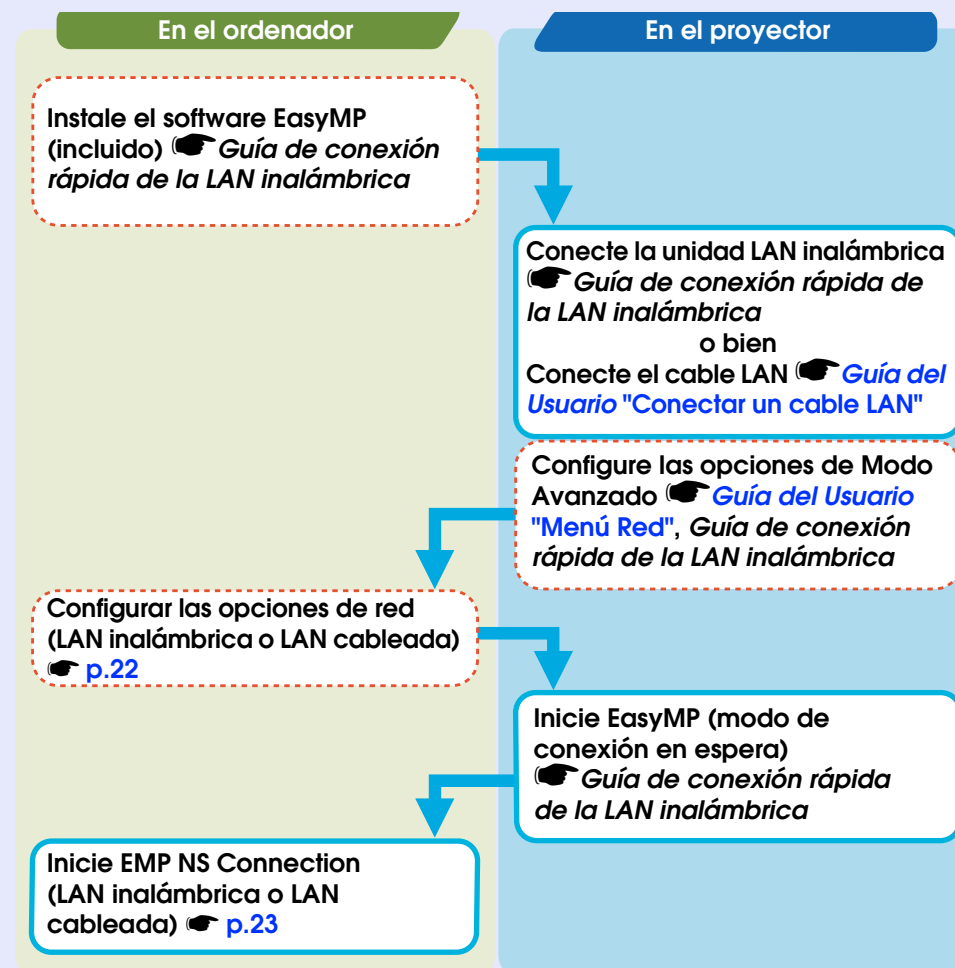 En el ordenador
En el proyector
Instale el software EasyMP
(incluido) ☛ Guía de conexión
rápida de la LAN inalámbrica
Conecte la unidad LAN inalámbrica
☛ Guía de conexión rápida de
la LAN inalámbrica
o bien
Conecte el cable LAN ☛ Guía del
Usuario "Conectar un cable LAN"
Configure las opciones de Modo
Avanzado ☛ Guía del Usuario
"Menú Red", Guía de conexión
rápida de la LAN inalámbrica
Configurar las opciones de red
(LAN inalámbrica o LAN cableada)
☛ p.22
Inicie EasyMP (modo de
conexión en espera)
☛ Guía de conexión rápida
de la LAN inalámbrica
Inicie EMP NS Connection
(LAN inalámbrica o LAN
cableada) ☛ p.23